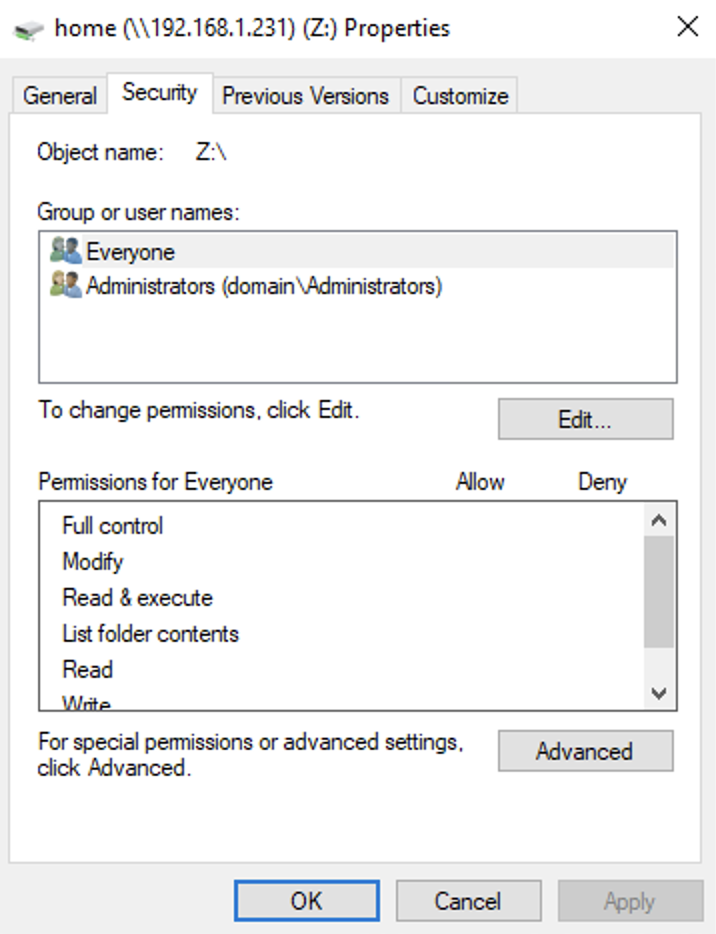 home (\\192.168.1.231) (Z:) Properties
General Security Previous Versions Customize
Object name: Z:\
Group or user names:
Everyone
Administrators (domain\Administrators)
To change permissions, click Edit.
Edit...
Permissions for Everyone Allow Deny
Full control
Modify
Read & execute
List folder contents
Read
Write
For special permissions or advanced settings,
click Advanced.
Advanced
OK Cancel Apply